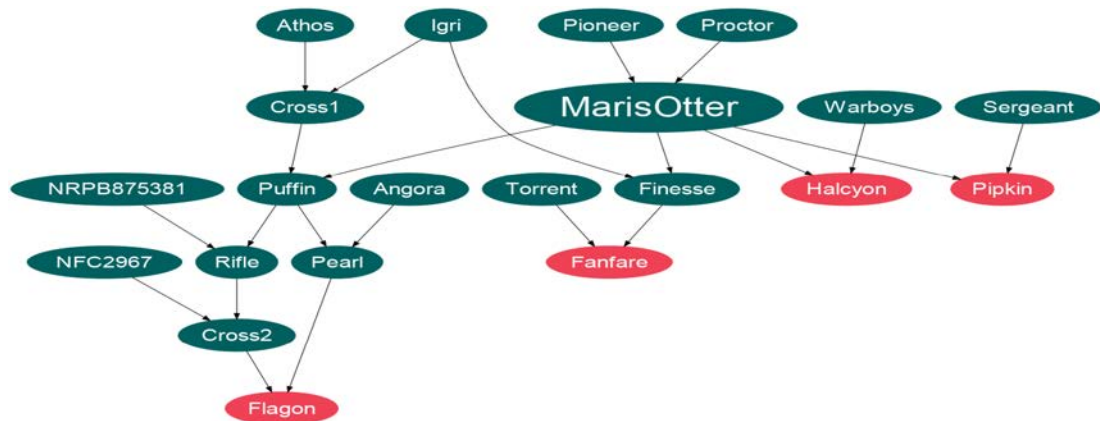 Athos Igri Pioneer Proctor
Cross1 MarisOtter Warboys Sergeant
NRPB875381 Puffin Angora Torrent Finesse Halcyon Pipkin
NFC2967 Rifle Pearl Fanfare
Cross2
Flagon